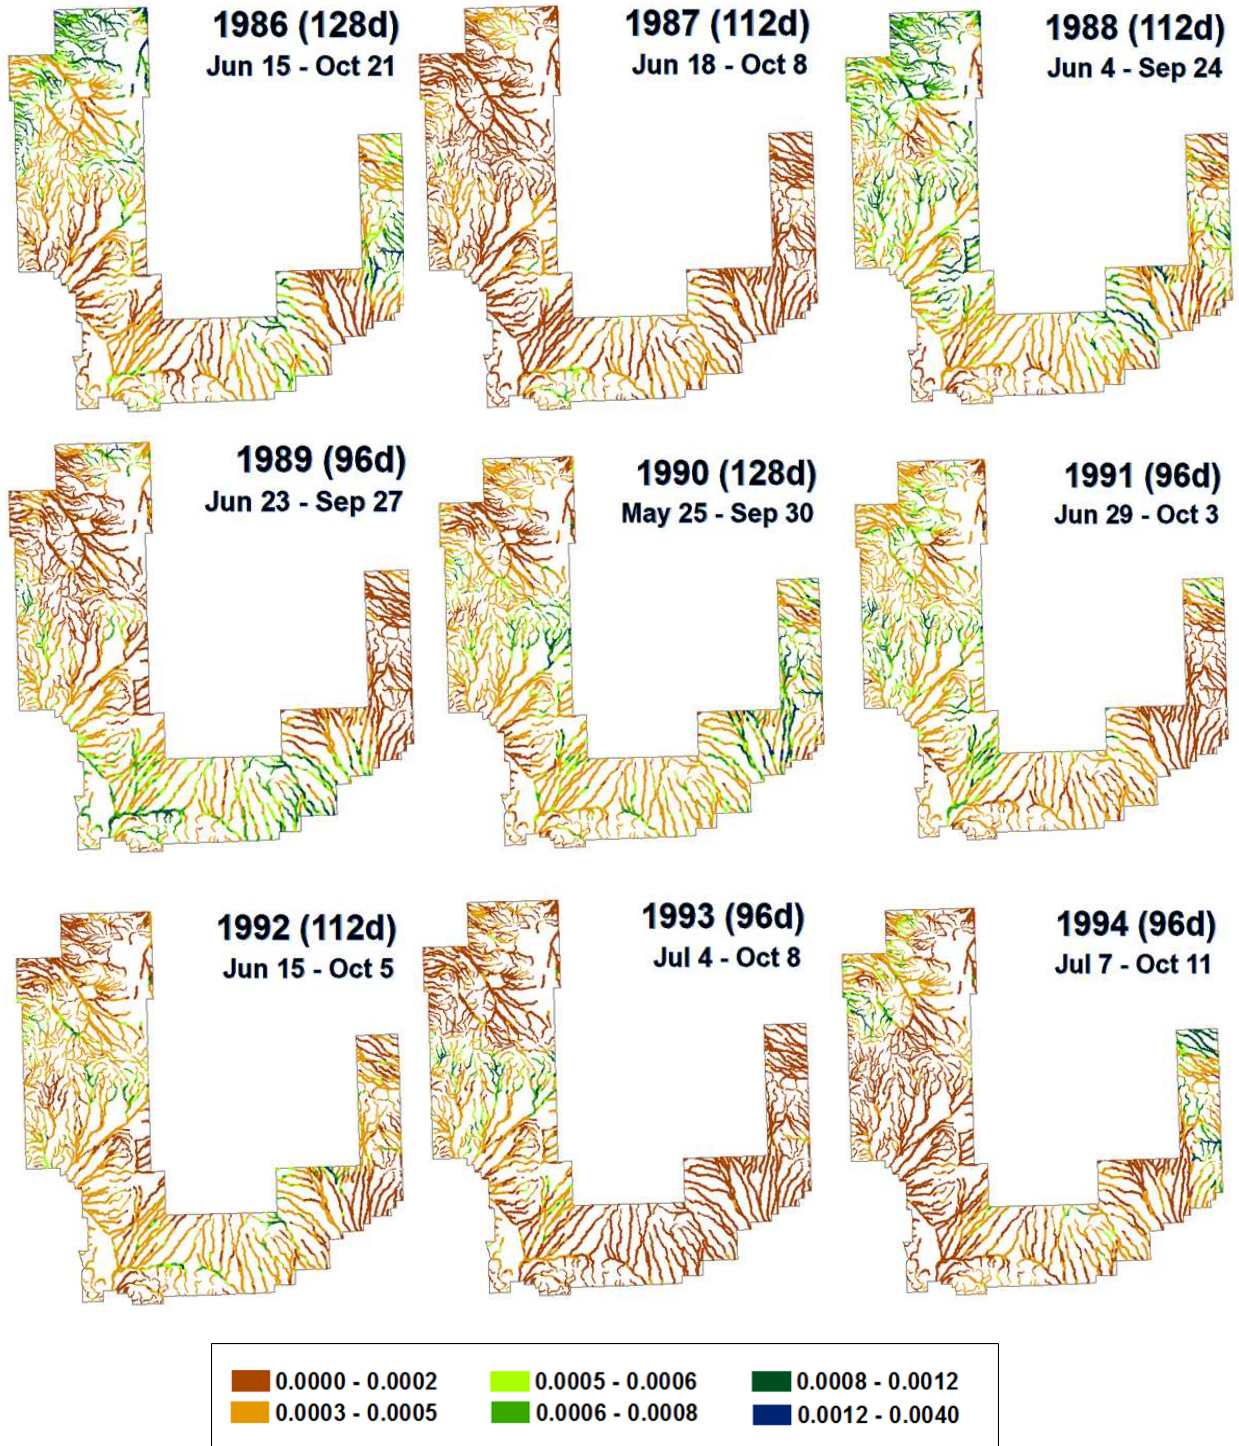 1986 (128d)
Jun 15 - Oct 21
1987 (112d)
Jun 18 - Oct 8
1988 (112d)
Jun 4 - Sep 24
1989 (96d)
Jun 23 - Sep 27
1990 (128d)
May 25 - Sep 30
1991 (96d)
Jun 29 - Oct 3
1992 (112d)
Jun 15 - Oct 5
1993 (96d)
Jul 4 - Oct 8
1994 (96d)
Jul 7 - Oct 11
0.0000 - 0.0002
0.0005 - 0.0006
0.0008 - 0.0012
0.0003 - 0.0005
0.0006 - 0.0008
0.0012 - 0.0040